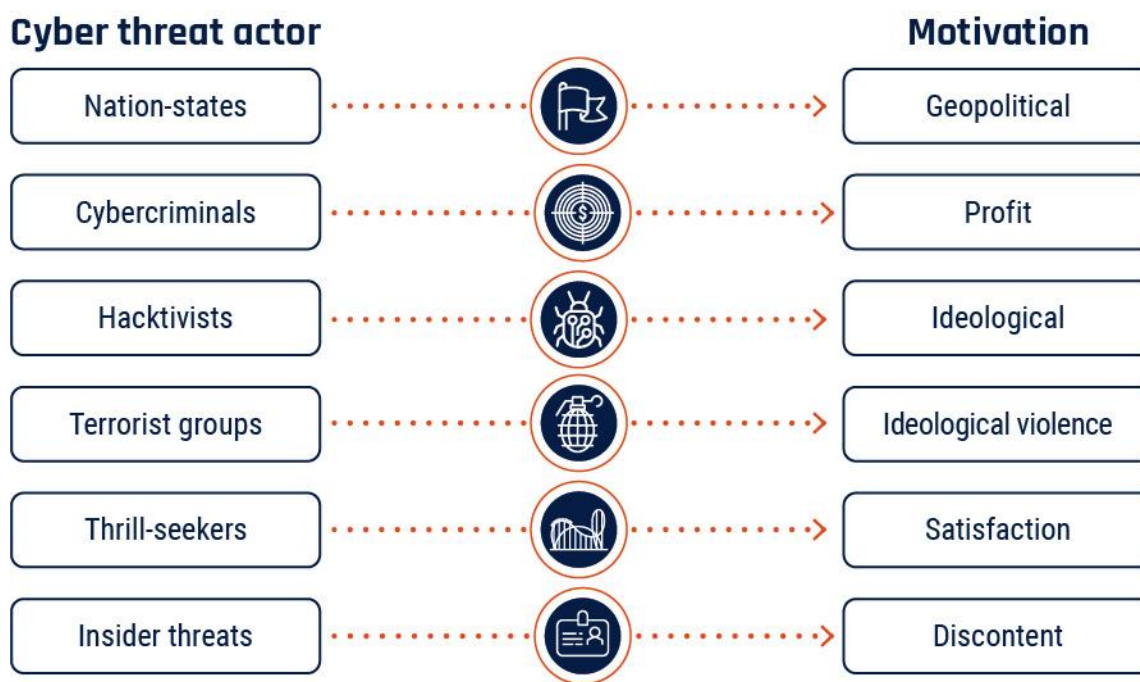 Cyber threat actor
Motivation
Nation-states
Geopolitical
Cybercriminals
$
Profit
Hacktivists
Ideological
Terrorist groups
Ideological violence
Thrill-seekers
Satisfaction
Insider threats
Discontent